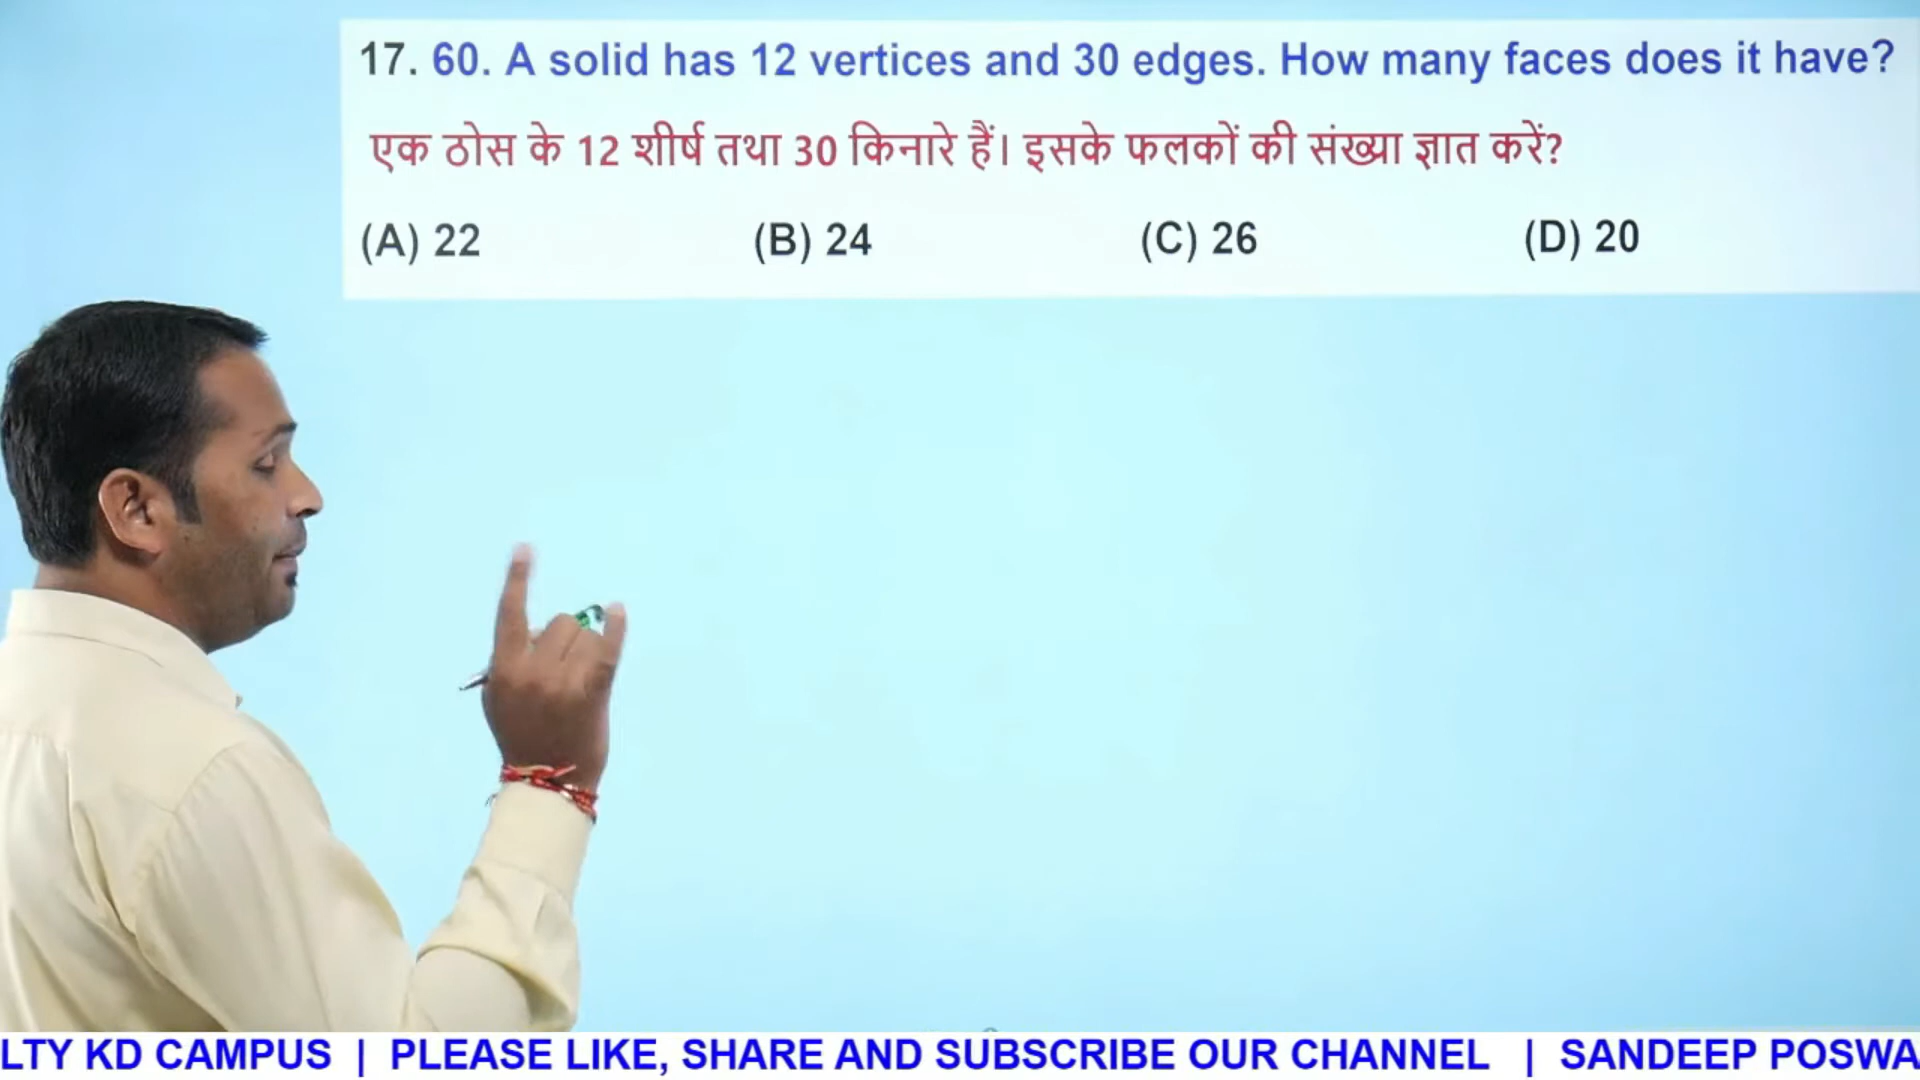 17. 60. A solid has 12 vertices and 30 edges. How many faces does it have?
एक ठोस के 12 शीर्ष तथा 30 किनारे हैं। इसके फलकों की संख्या ज्ञात करें?
(A) 22 (B) 24 (C) 26 (D) 20
LTY KD CAMPUS | PLEASE LIKE, SHARE AND SUBSCRIBE OUR CHANNEL | SANDEEP POSWA